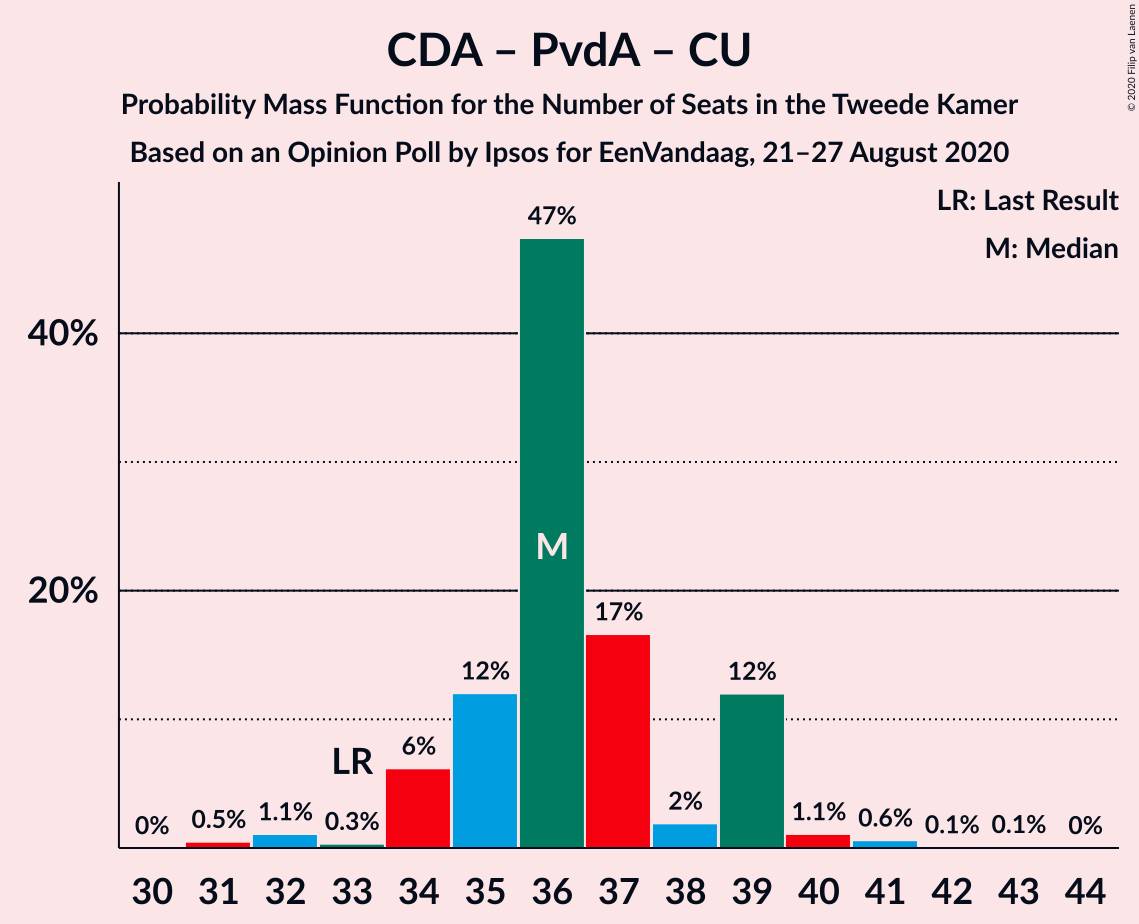 CDA – PvdA – CU
Probability Mass Function for the Number of Seats in the Tweede Kamer
Based on an Opinion Poll by Ipsos for EenVandaag, 21–27 August 2020
© 2020 Filip van Laenen
LR: Last Result
M: Median
47%
40%
M
20%
17%
12%
12%
LR
6%
0%
0.5%
1.1%
0.3%
2%
1.1%
0.6%
0.1%
0.1%
0%
30 31 32 33 34 35 36 37 38 39 40 41 42 43 44